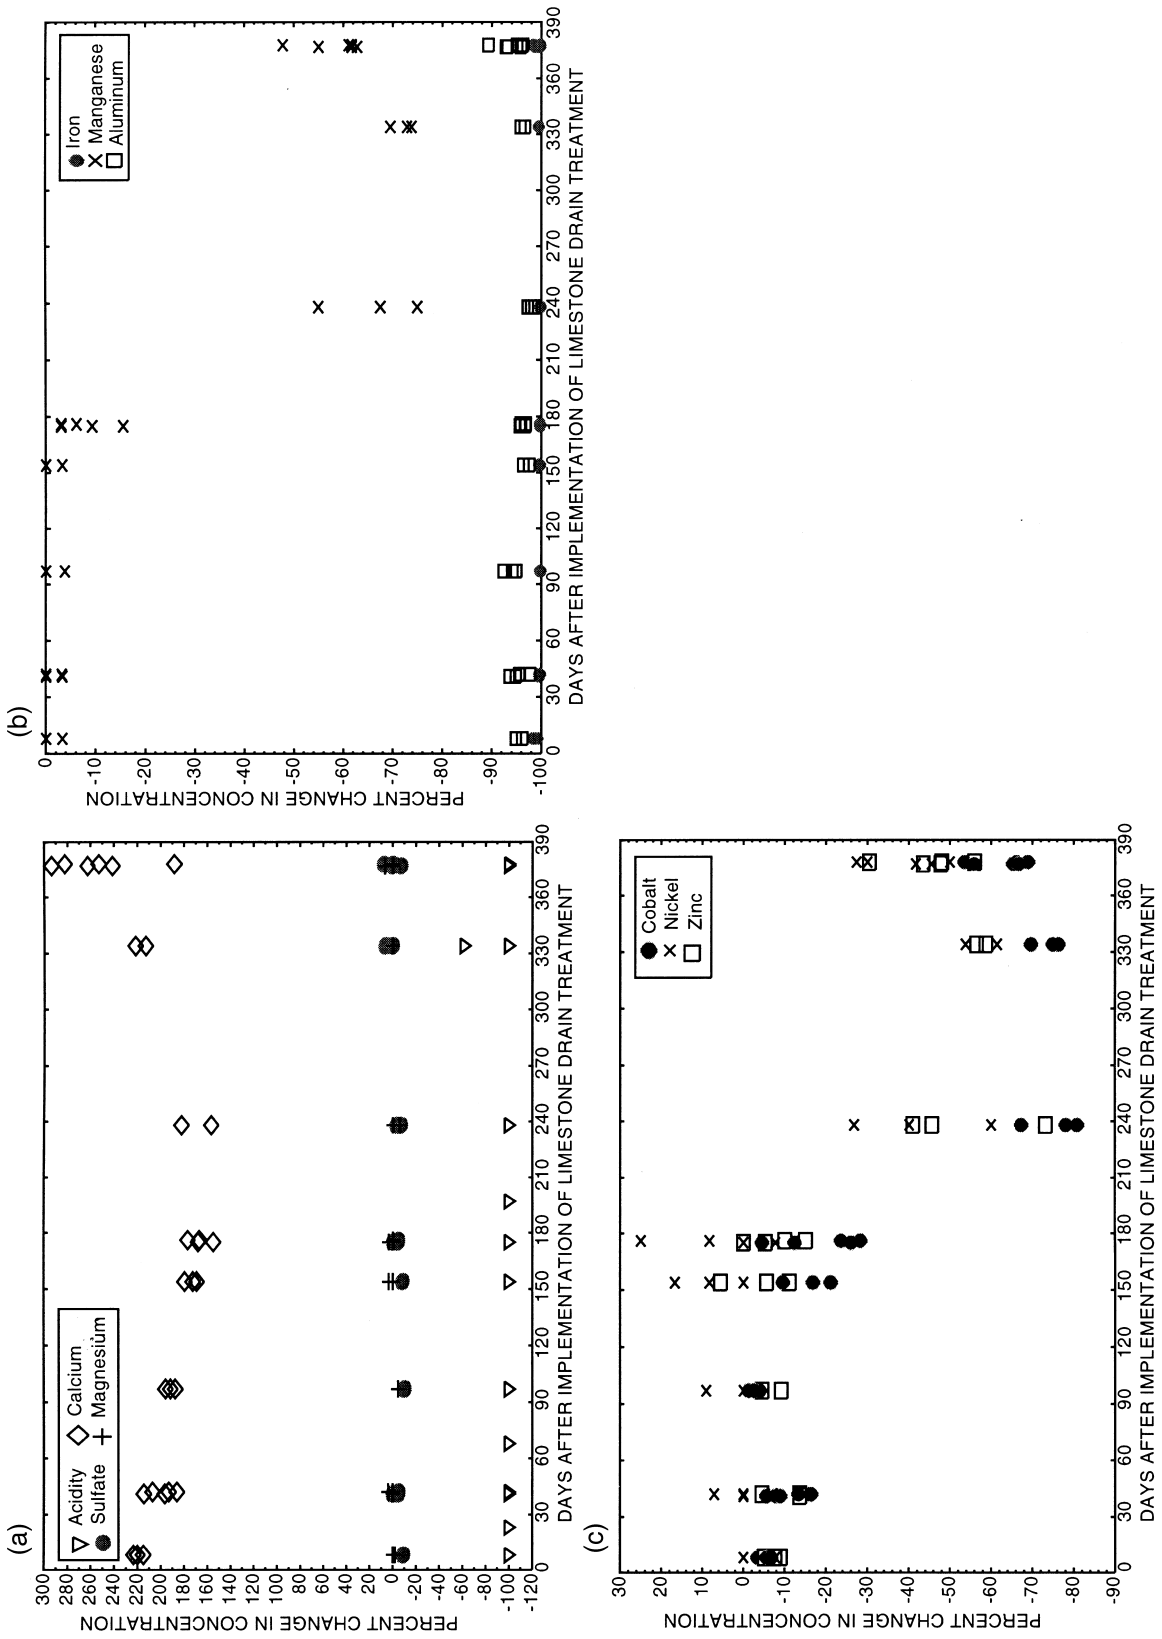 (a)
PERCENT CHANGE IN CONCENTRATION
300
280
260
240
220
200
180
160
140
120
100
80
60
40
20
0
-20
-40
-60
-80
-100
-120
Acidity
Calcium
Sulfate
Magnesium
0 30 60 90 120 150 180 210 240 270 300 330 360 390
DAYS AFTER IMPLEMENTATION OF LIMESTONE DRAIN TREATMENT
(b)
PERCENT CHANGE IN CONCENTRATION
0
-10
-20
-30
-40
-50
-60
-70
-80
-90
-100
Iron
Manganese
Aluminum
0 30 60 90 120 150 180 210 240 270 300 330 360 390
DAYS AFTER IMPLEMENTATION OF LIMESTONE DRAIN TREATMENT
(c)
PERCENT CHANGE IN CONCENTRATION
30
20
10
0
-10
-20
-30
-40
-50
-60
-70
-80
-90
Cobalt
Nickel
Zinc
0 30 60 90 120 150 180 210 240 270 300 330 360 390
DAYS AFTER IMPLEMENTATION OF LIMESTONE DRAIN TREATMENT